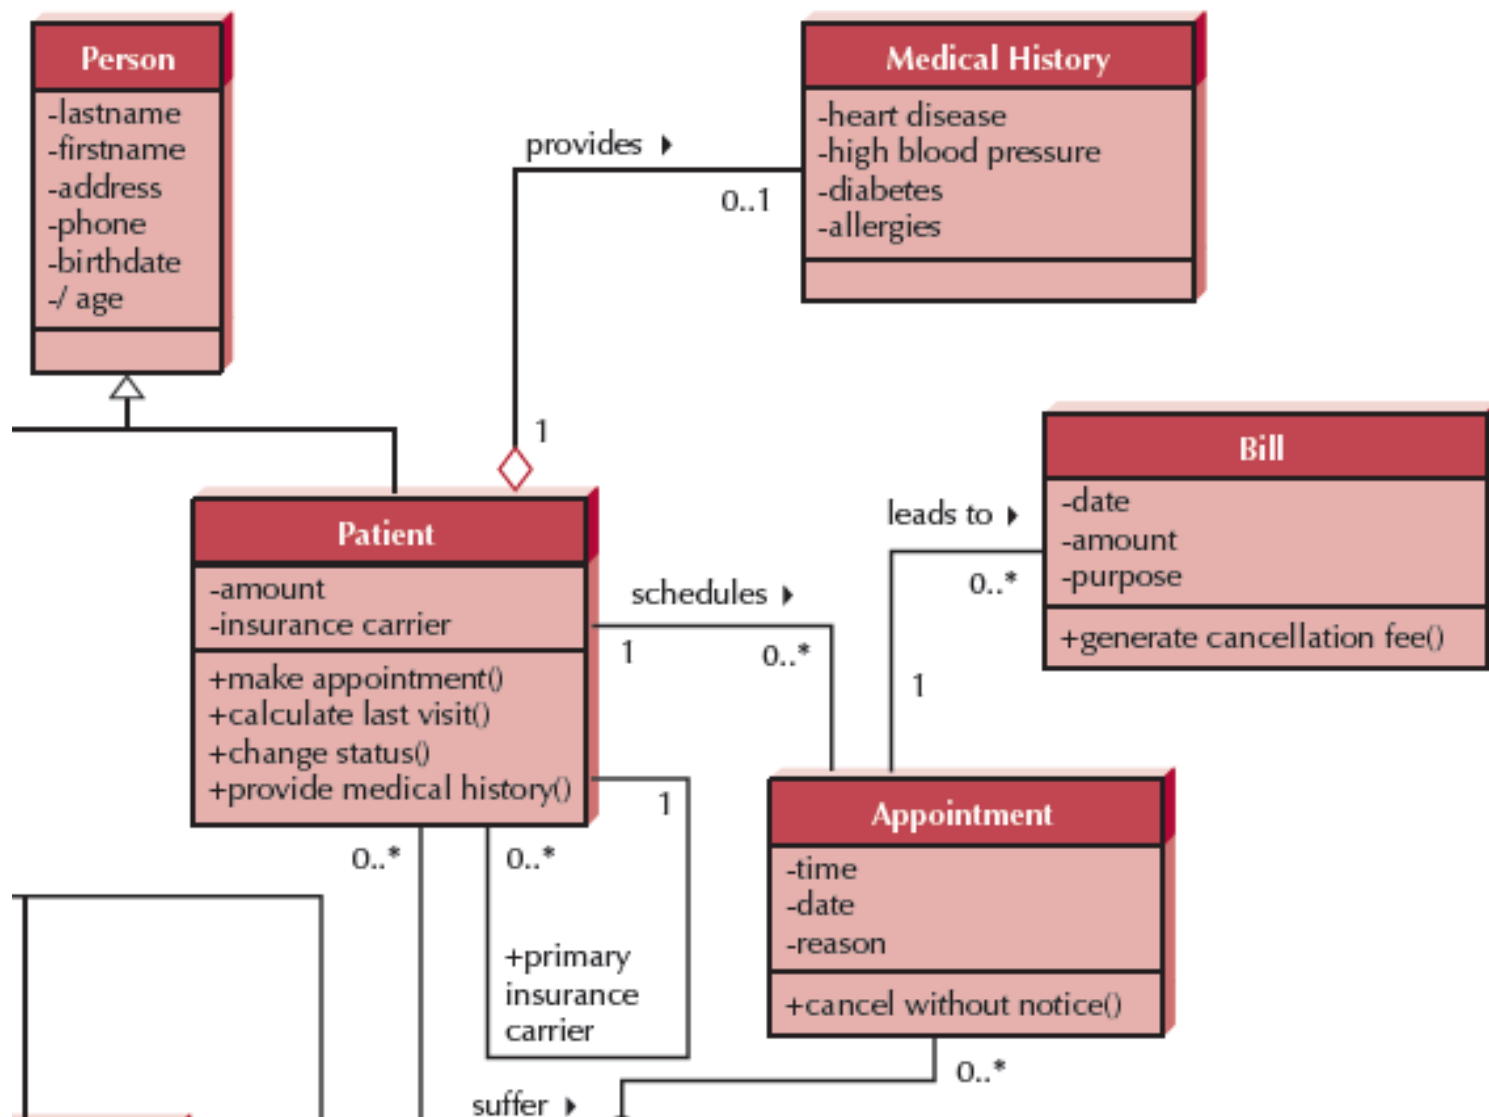 Person
-lastname
-firstname
-address
-phone
-birthdate
-/ age
provides
0..1
1
Medical History
-heart disease
-high blood pressure
-diabetes
-allergies
Patient
-amount
-insurance carrier
+make appointment()
+calculate last visit()
+change status()
+provide medical history()
schedules
1
0..*
leads to
0..*
1
Bill
-date
-amount
-purpose
+generate cancellation fee()
1
0..*
0..*
+primary
insurance
carrier
Appointment
-time
-date
-reason
+cancel without notice()
0..*
suffer